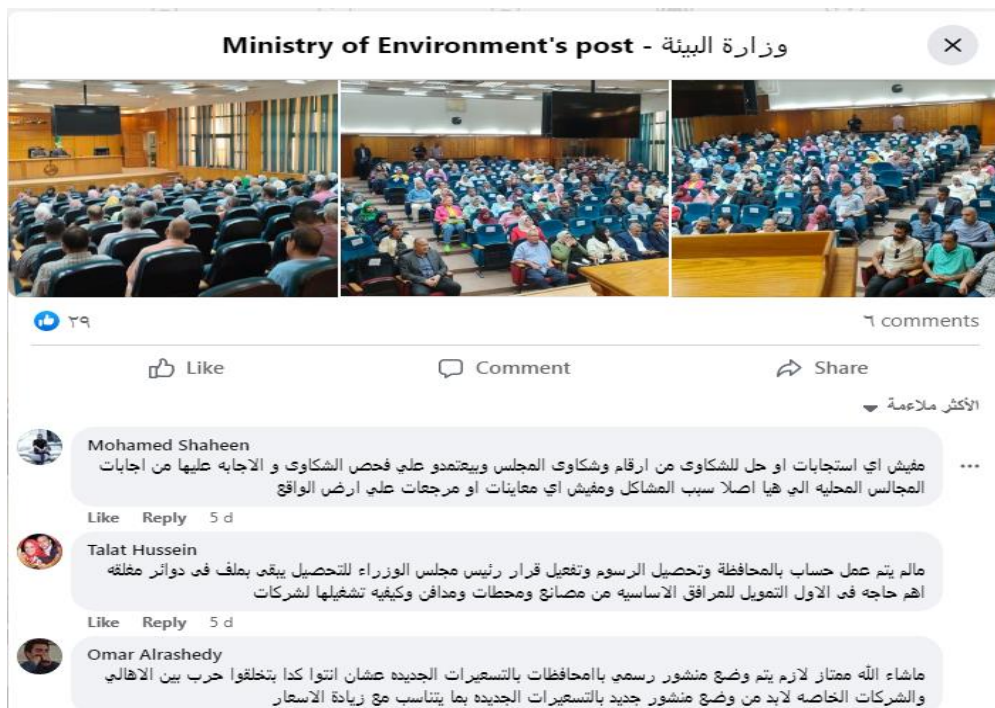 Ministry of Environment's post - وزارة البيئة
٢٩
٦ comments
Like
Comment
Share
الأكثر ملاءمة
Mohamed Shaheen
مفيش اي استجابات او حل للشكاوى من ارقام وشكاوى المجلس وبيعتمدو علي فحص الشكاوى و الاجابه عليها من اجابات
المجالس المحليه الي هيا اصلا سبب المشاكل ومفيش اي معاينات او مرجعات علي ارض الواقع
Like Reply 5 d
Talat Hussein
مالم يتم عمل حساب بالمحافظة وتحصيل الرسوم وتفعيل قرار رئيس مجلس الوزراء للتحصيل يبقى بملف فى دوائر مغلقه
اهم حاجه فى الاول التمويل للمرافق الاساسيه من مصانع ومحطات ومدافن وكيفيه تشغيلها لشركات
Like Reply 5 d
Omar Alrashedy
ماشاء الله ممتاز لازم يتم وضع منشور رسمي باامحافظات بالتسعيرات الجديده عشان انتوا كدا بتخلقوا حرب بين الاهالي
والشركات الخاصه لابد من وضع منشور جديد بالتسعيرات الجديده بما يتناسب مع زيادة الاسعار